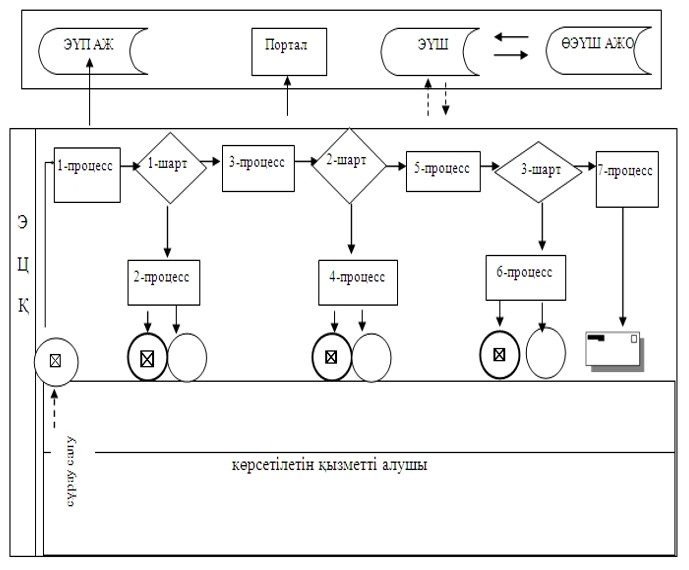 ЭҮП АЖ
Портал
ЭҮШ
ӨЭҮШ АЖО
1-процесс
1-шарт
3-процесс
2-шарт
5-процесс
3-шарт
7-процесс
Э
Ц
Қ
2-процесс
4-процесс
6-процесс
сұрау салу
көрсетілетін қызметті алушы